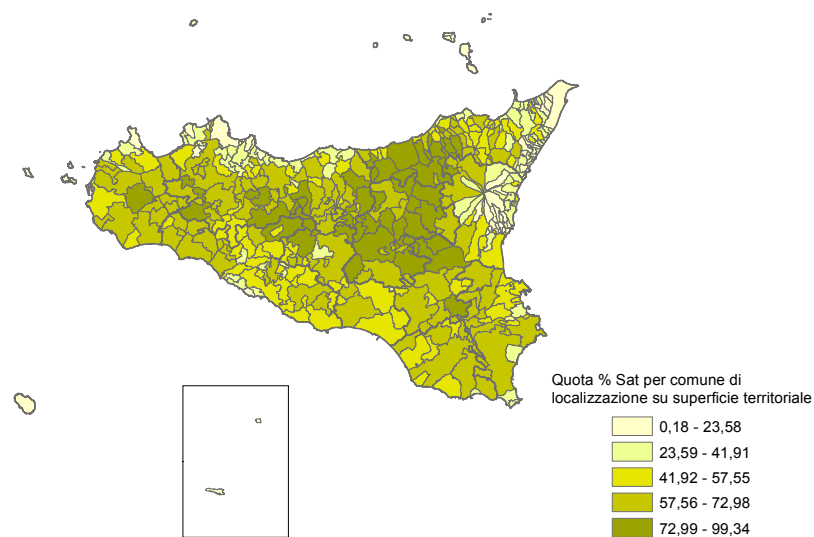 Quota % Sat per comune di
localizzazione su superficie territoriale
0,18 - 23,58
23,59 - 41,91
41,92 - 57,55
57,56 - 72,98
72,99 - 99,34